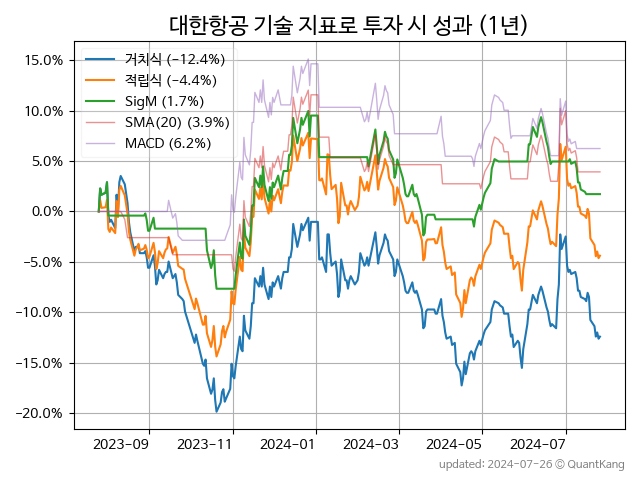 대한항공 기술 지표로 투자 시 성과 (1년)
거치식 (−12.4%)
적립식 (−4.4%)
SigM (1.7%)
SMA(20) (3.9%)
MACD (6.2%)
15.0%
10.0%
5.0%
0.0%
−5.0%
−10.0%
−15.0%
−20.0%
2023-09 2023-11 2024-01 2024-03 2024-05 2024-07
updated: 2024-07-26 © QuantKang